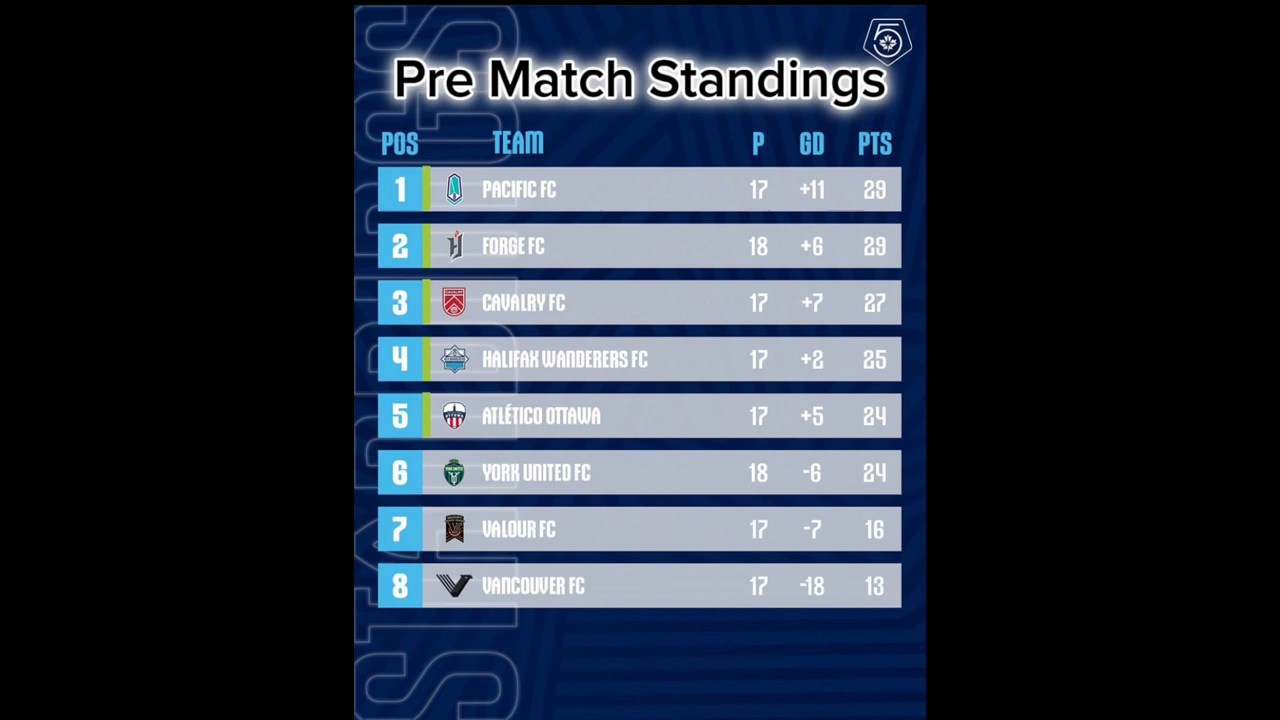 5
Pre Match Standings
POS TEAM P GD PTS
1 PACIFIC FC 17 +11 29
2 FORGE FC 18 +6 29
3 CAVALRY FC 17 +7 27
4 HALIFAX WANDERERS FC 17 +2 25
5 ATLÉTICO OTTAWA 17 +5 24
6 YORK UNITED FC 18 -6 24
7 VALOUR FC 17 -7 16
8 VANCOUVER FC 17 -18 13
STANDINGS